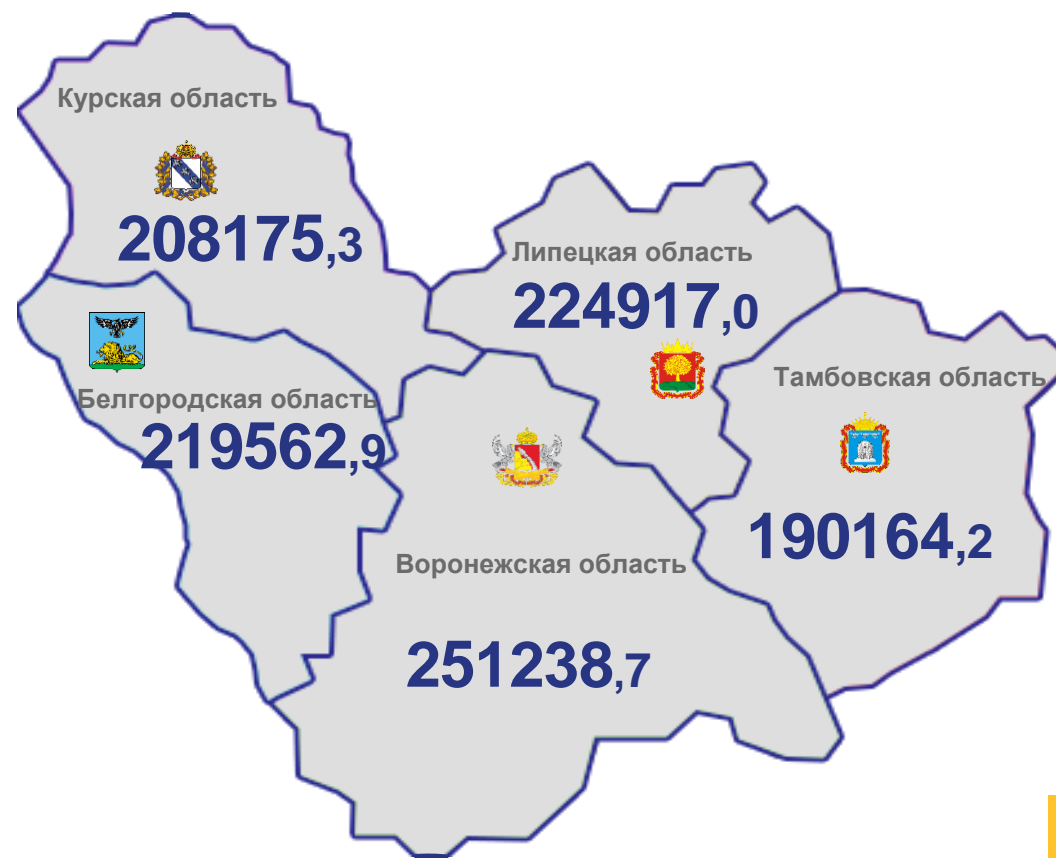 Курская область
208175,3
Липецкая область
224917,0
Тамбовская область
190164,2
Белгородская область
219562,9
Воронежская область
251238,7